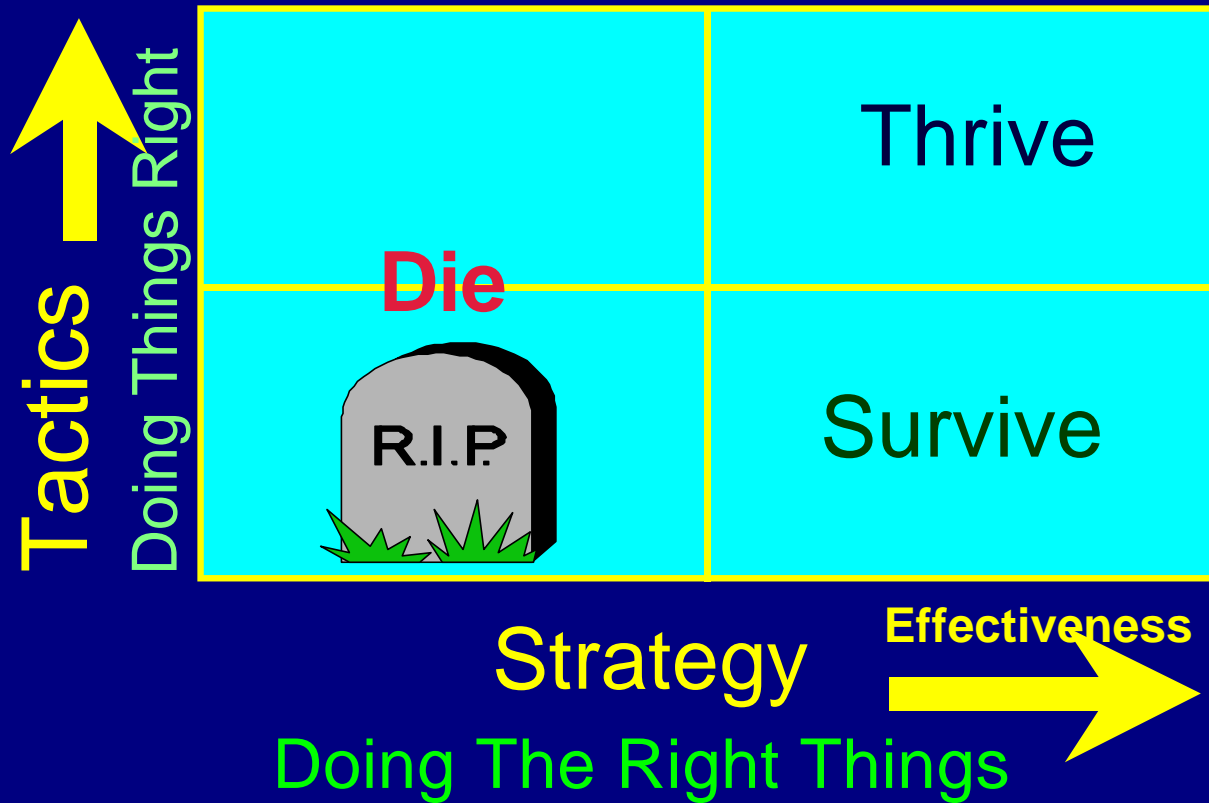 Tactics
Doing Things Right
Thrive
Die
R.I.P.
Survive
Effectiveness
Strategy
Doing The Right Things